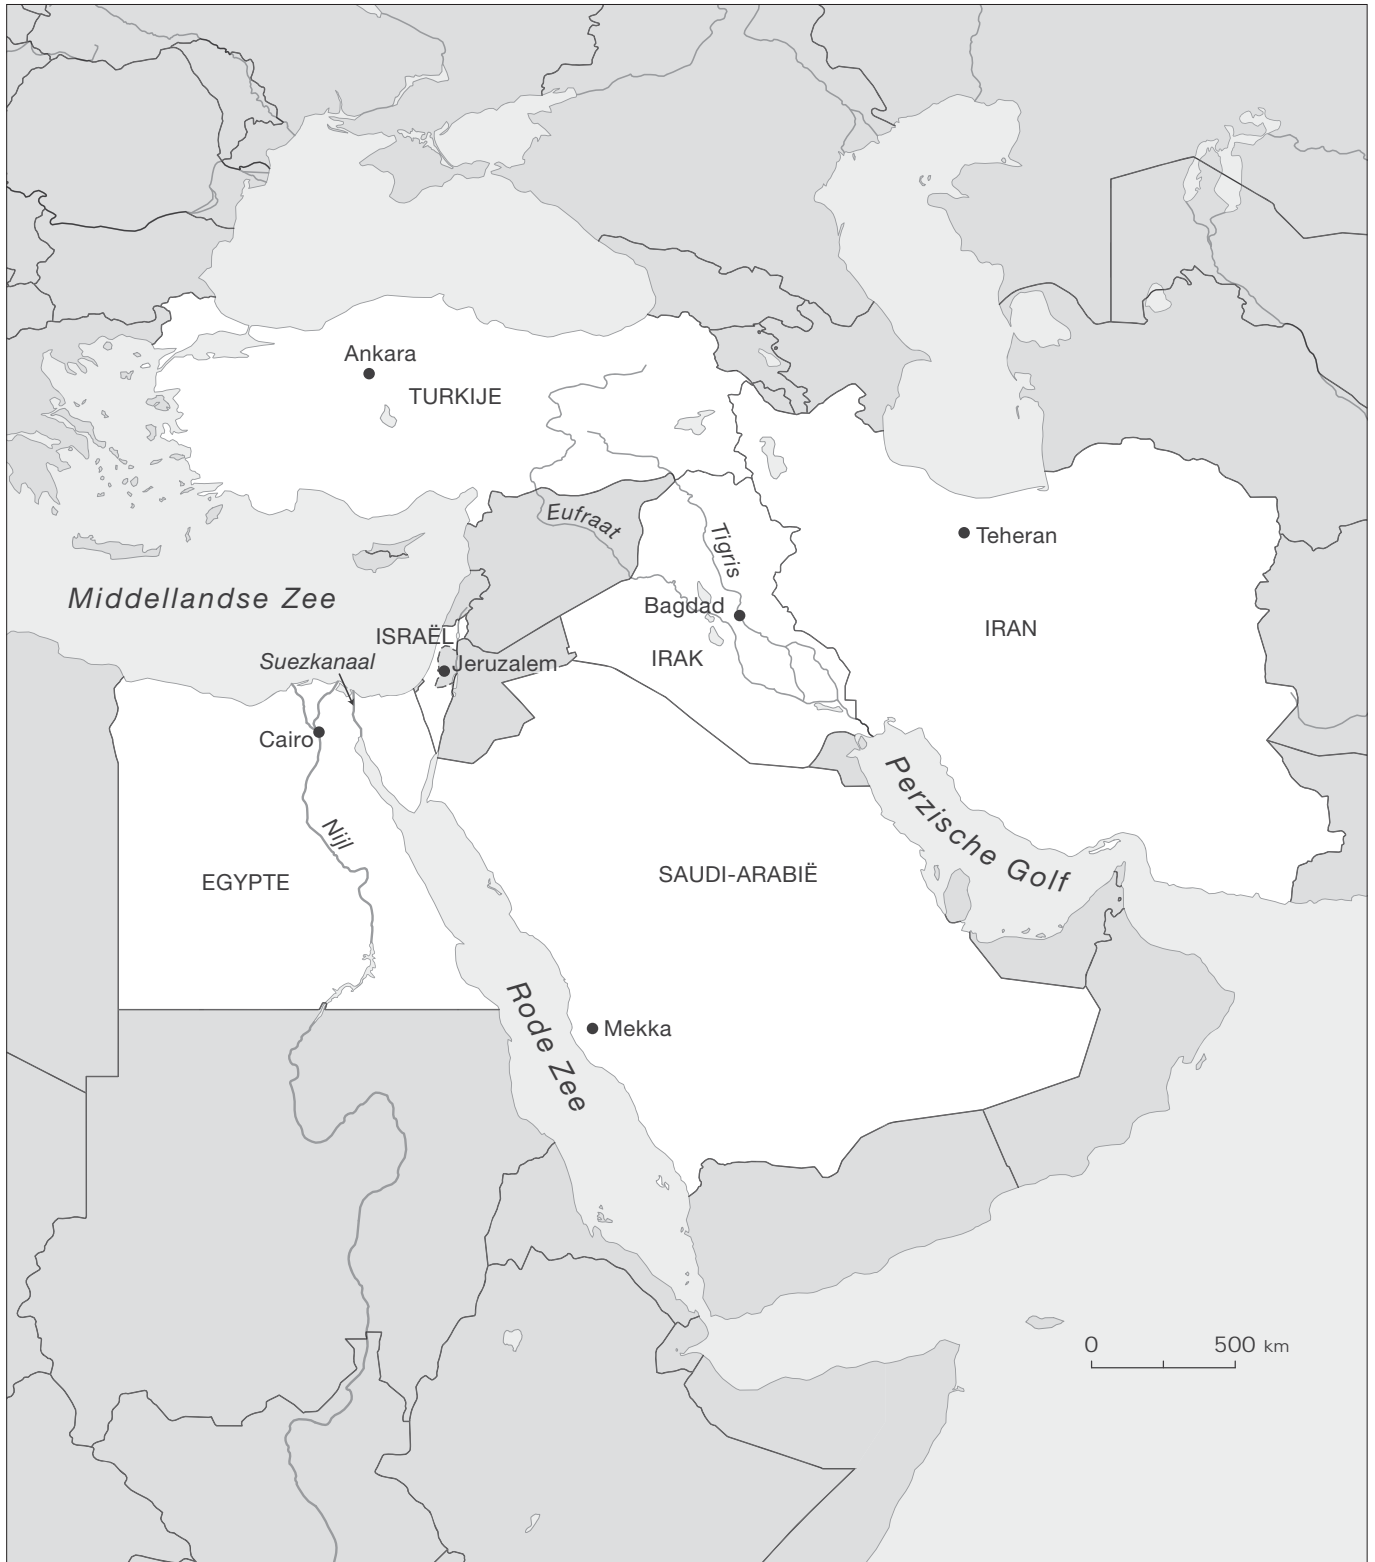 Ankara
TURKIJE
Eufraat
Tigris
Teheran
Middellandse Zee
Bagdad
ISRAËL
IRAN
Suezkanaal
Jeruzalem
IRAK
Cairo
Perzische Golf
Nijl
EGYPTE
SAUDI-ARABIË
Rode Zee
Mekka
0 500 km